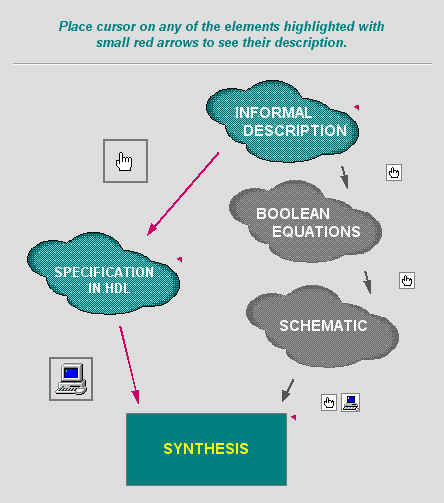 Place cursor on any of the elements highlighted with
small red arrows to see their description.
INFORMAL
DESCRIPTION
BOOLEAN
EQUATIONS
SPECIFICATION
IN HDL
SCHEMATIC
SYNTHESIS